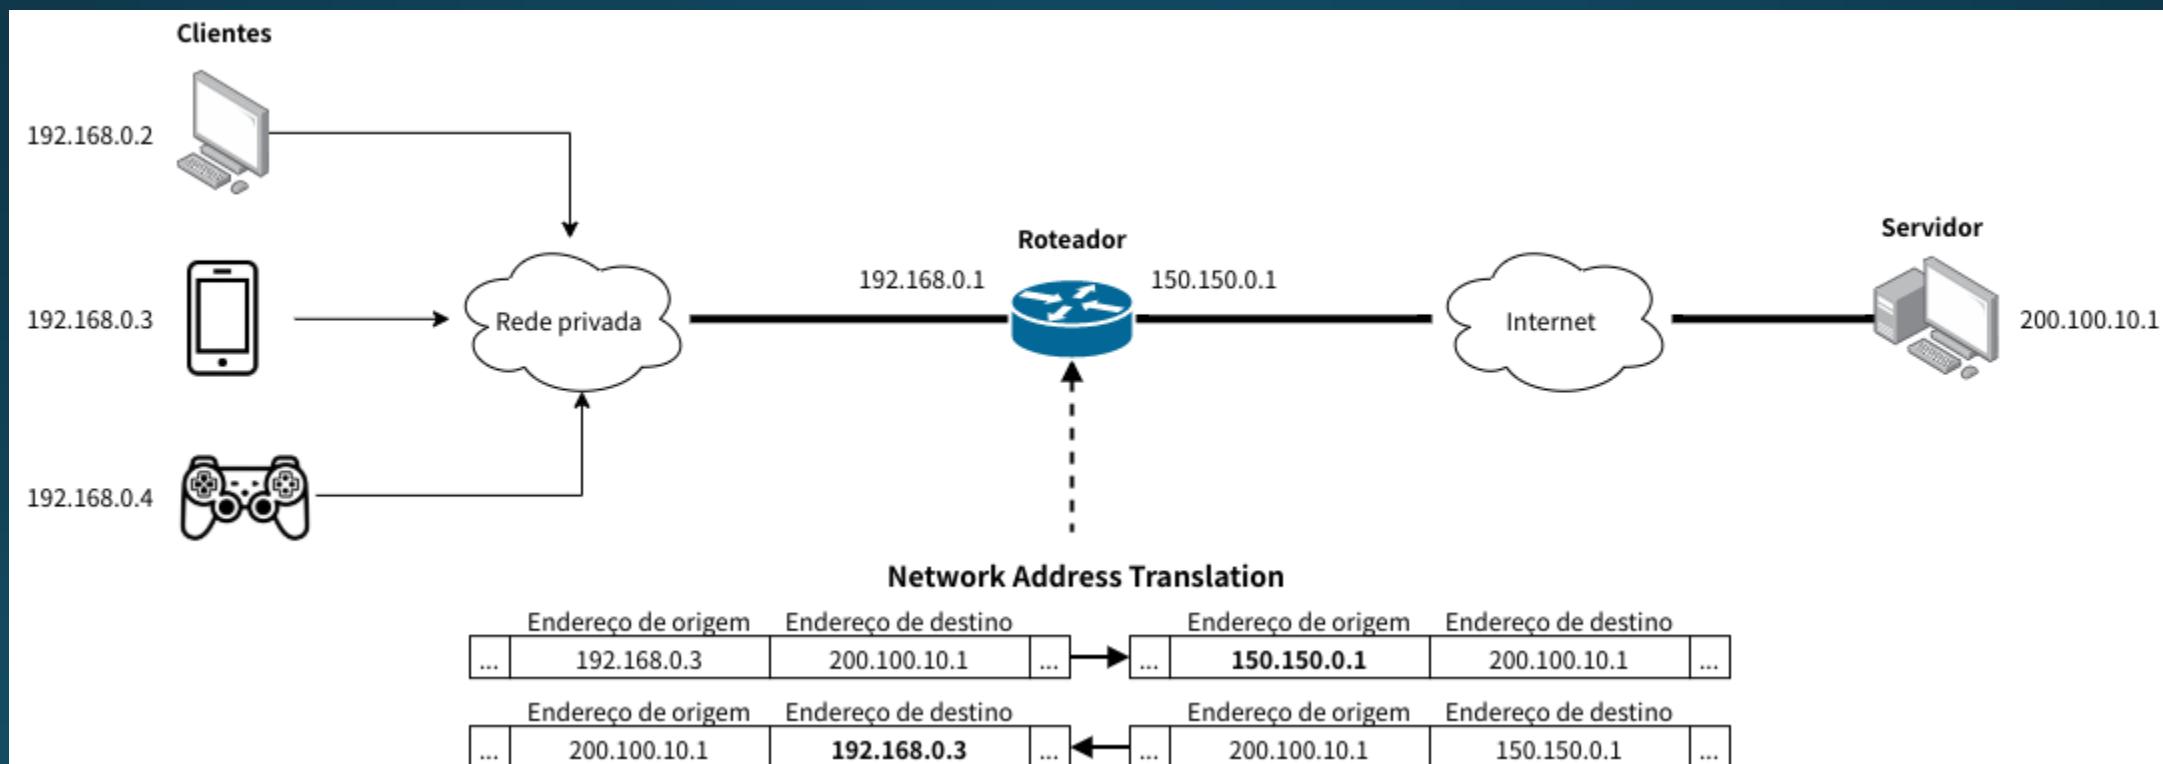 Clientes
192.168.0.2
192.168.0.3
192.168.0.4
Rede privada
Roteador
192.168.0.1
150.150.0.1
Internet
Servidor
200.100.10.1
Network Address Translation
Endereço de origem Endereço de destino Endereço de origem Endereço de destino
... 192.168.0.3 200.100.10.1 ... ... 150.150.0.1 200.100.10.1 ...
Endereço de origem Endereço de destino Endereço de origem Endereço de destino
... 200.100.10.1 192.168.0.3 ... ... 200.100.10.1 150.150.0.1 ...